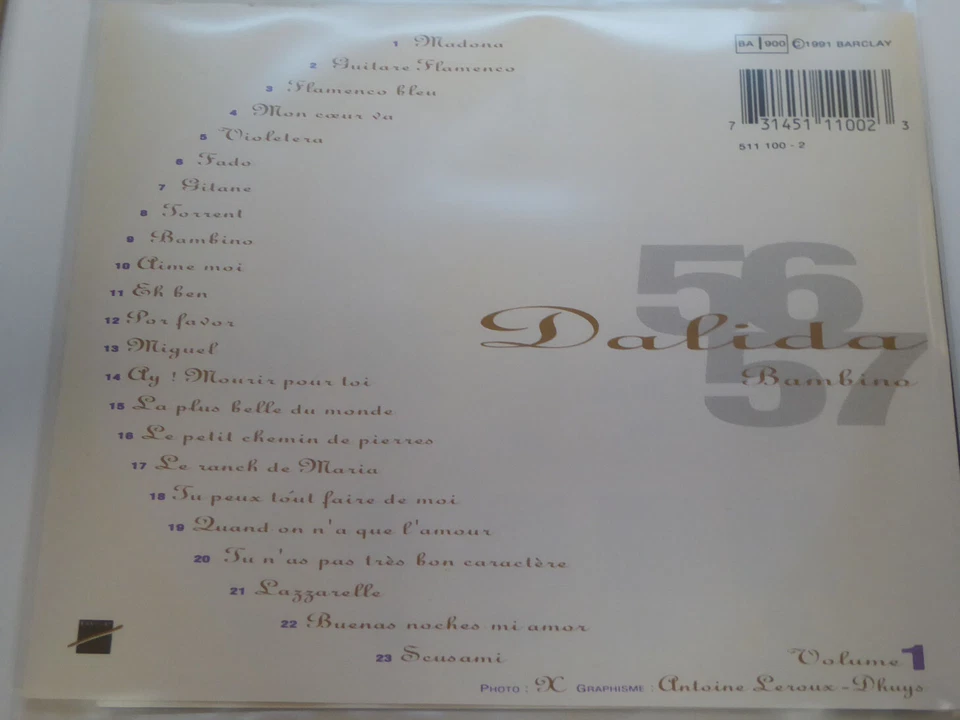 1 Madona
2 Guitare Flamenco
3 Flamenco bleu
4 Mon cœur va
5 Violetera
6 Fado
7 Gitane
8 Torrent
9 Bambino
10 Aime moi
11 Eh ben
12 Por favor
13 Miguel
14 Ay ! Mourir pour toi
15 La plus belle du monde
16 Le petit chemin de pierres
17 Le ranch de Maria
18 Tu peux tout faire de moi
19 Quand on n'a que l'amour
20 Tu n'as pas très bon caractère
21 Lazzarelle
22 Buenas noches mi amor
23 Scusami
BA 900 ©1991 BARCLAY
7 31451 11002 3
511 100 - 2
56
57
Dalida
Bambino
Volume 1
PHOTO : X GRAPHISME : Antoine Leroux - Dhuys